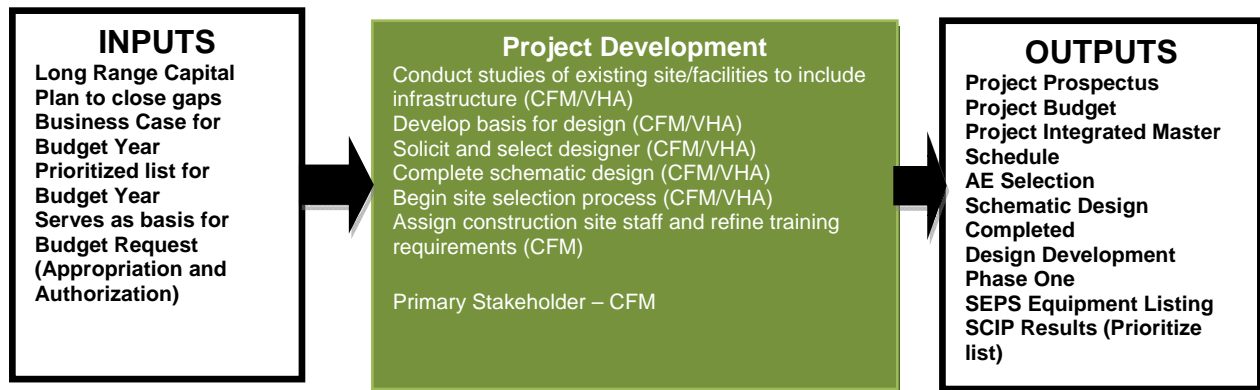 INPUTS
Long Range Capital
Plan to close gaps
Business Case for
Budget Year
Prioritized list for
Budget Year
Serves as basis for
Budget Request
(Appropriation and
Authorization)
Project Development
Conduct studies of existing site/facilities to include
infrastructure (CFM/VHA)
Develop basis for design (CFM/VHA)
Solicit and select designer (CFM/VHA)
Complete schematic design (CFM/VHA)
Begin site selection process (CFM/VHA)
Assign construction site staff and refine training
requirements (CFM)
Primary Stakeholder – CFM
OUTPUTS
Project Prospectus
Project Budget
Project Integrated Master
Schedule
AE Selection
Schematic Design
Completed
Design Development
Phase One
SEPS Equipment Listing
SCIP Results (Prioritize
list)